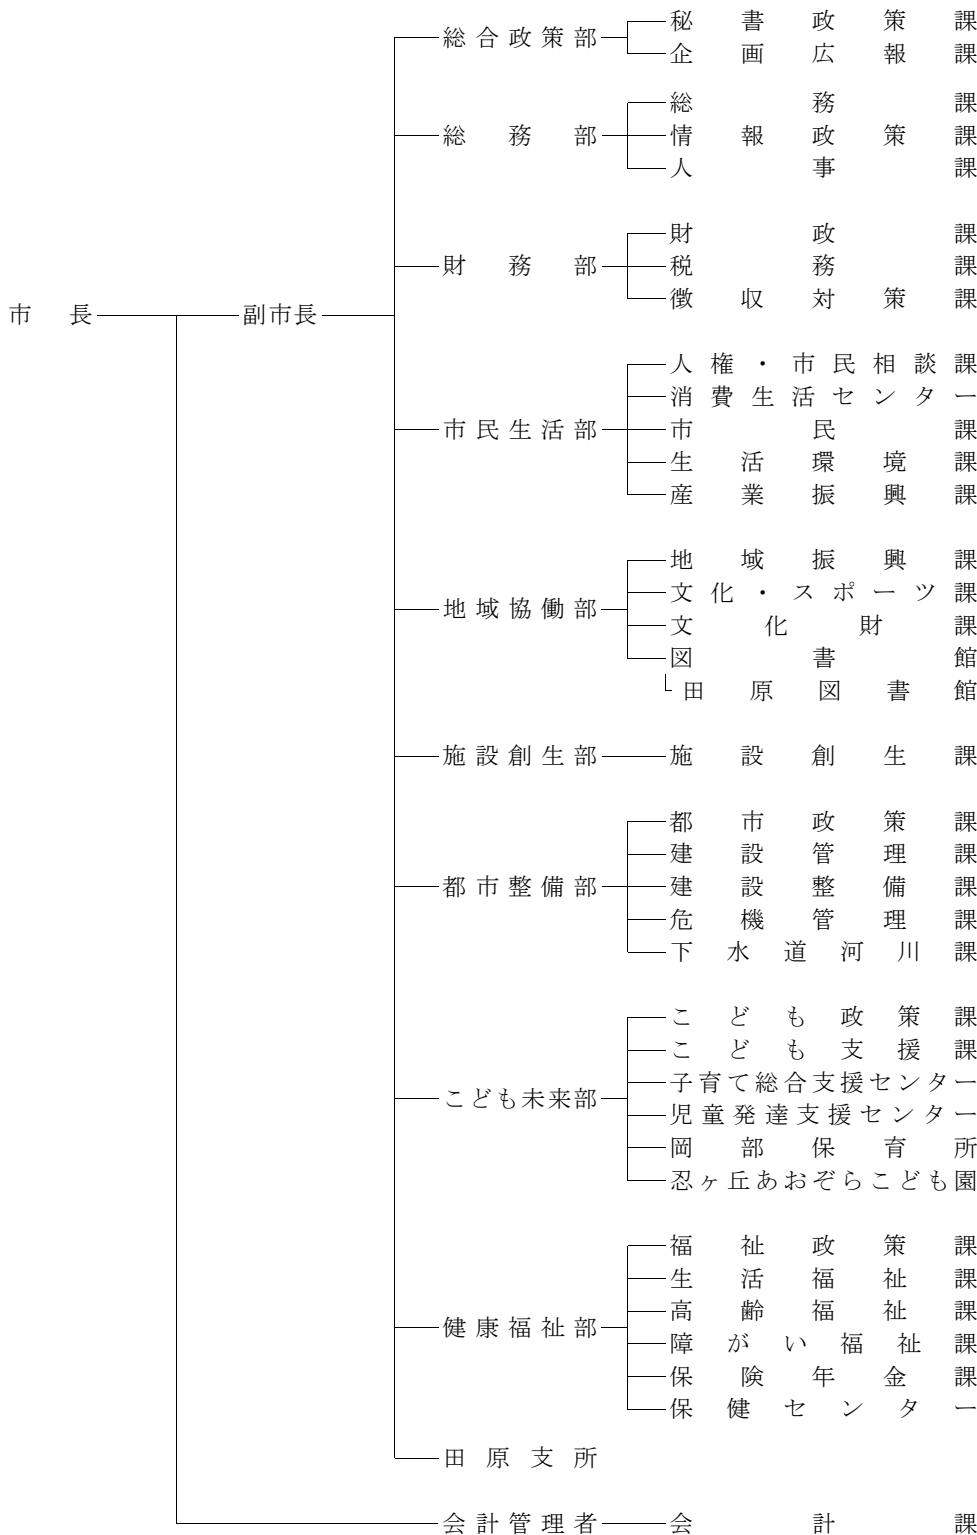 秘書政策課
総合政策部
企画広報課
総務課
総務部
情報政策課
人事課
財政課
財務部
税務課
徴収対策課
市長
副市長
人権・市民相談課
消費生活センター
市民生活部
市民課
生活環境課
産業振興課
地域振興課
文化・スポーツ課
地域協働部
文化財課
図書館
田原図書館
施設創生部
施設創生課
都市政策課
建設管理課
都市整備部
建設整備課
危機管理課
下水道河川課
こども政策課
こども支援課
子育て総合支援センター
こども未来部
児童発達支援センター
岡部保育所
忍ヶ丘あおぞらこども園
福祉政策課
生活福祉課
高齢福祉課
健康福祉部
障がい福祉課
保険年金課
保健センター
田原支所
会計管理者
会計課